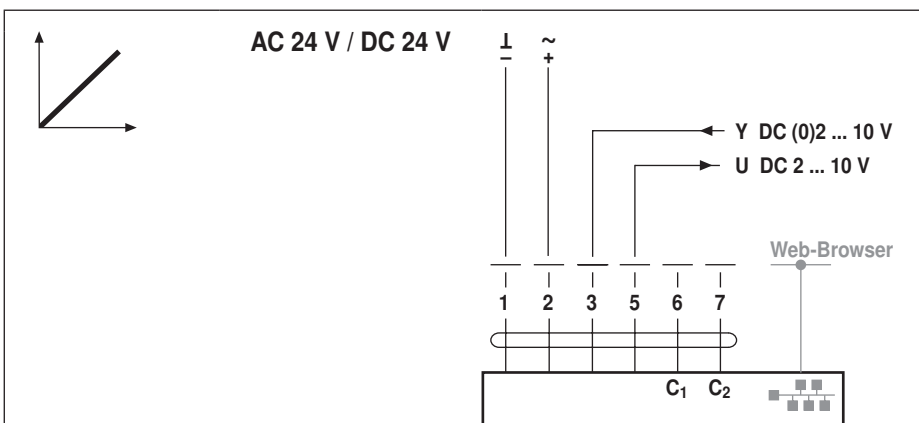 AC 24 V / DC 24 V
⊥ ~
– +
Y DC (0)2 ... 10 V
U DC 2 ... 10 V
Web-Browser
1 2 3 5 6 7
C1 C2